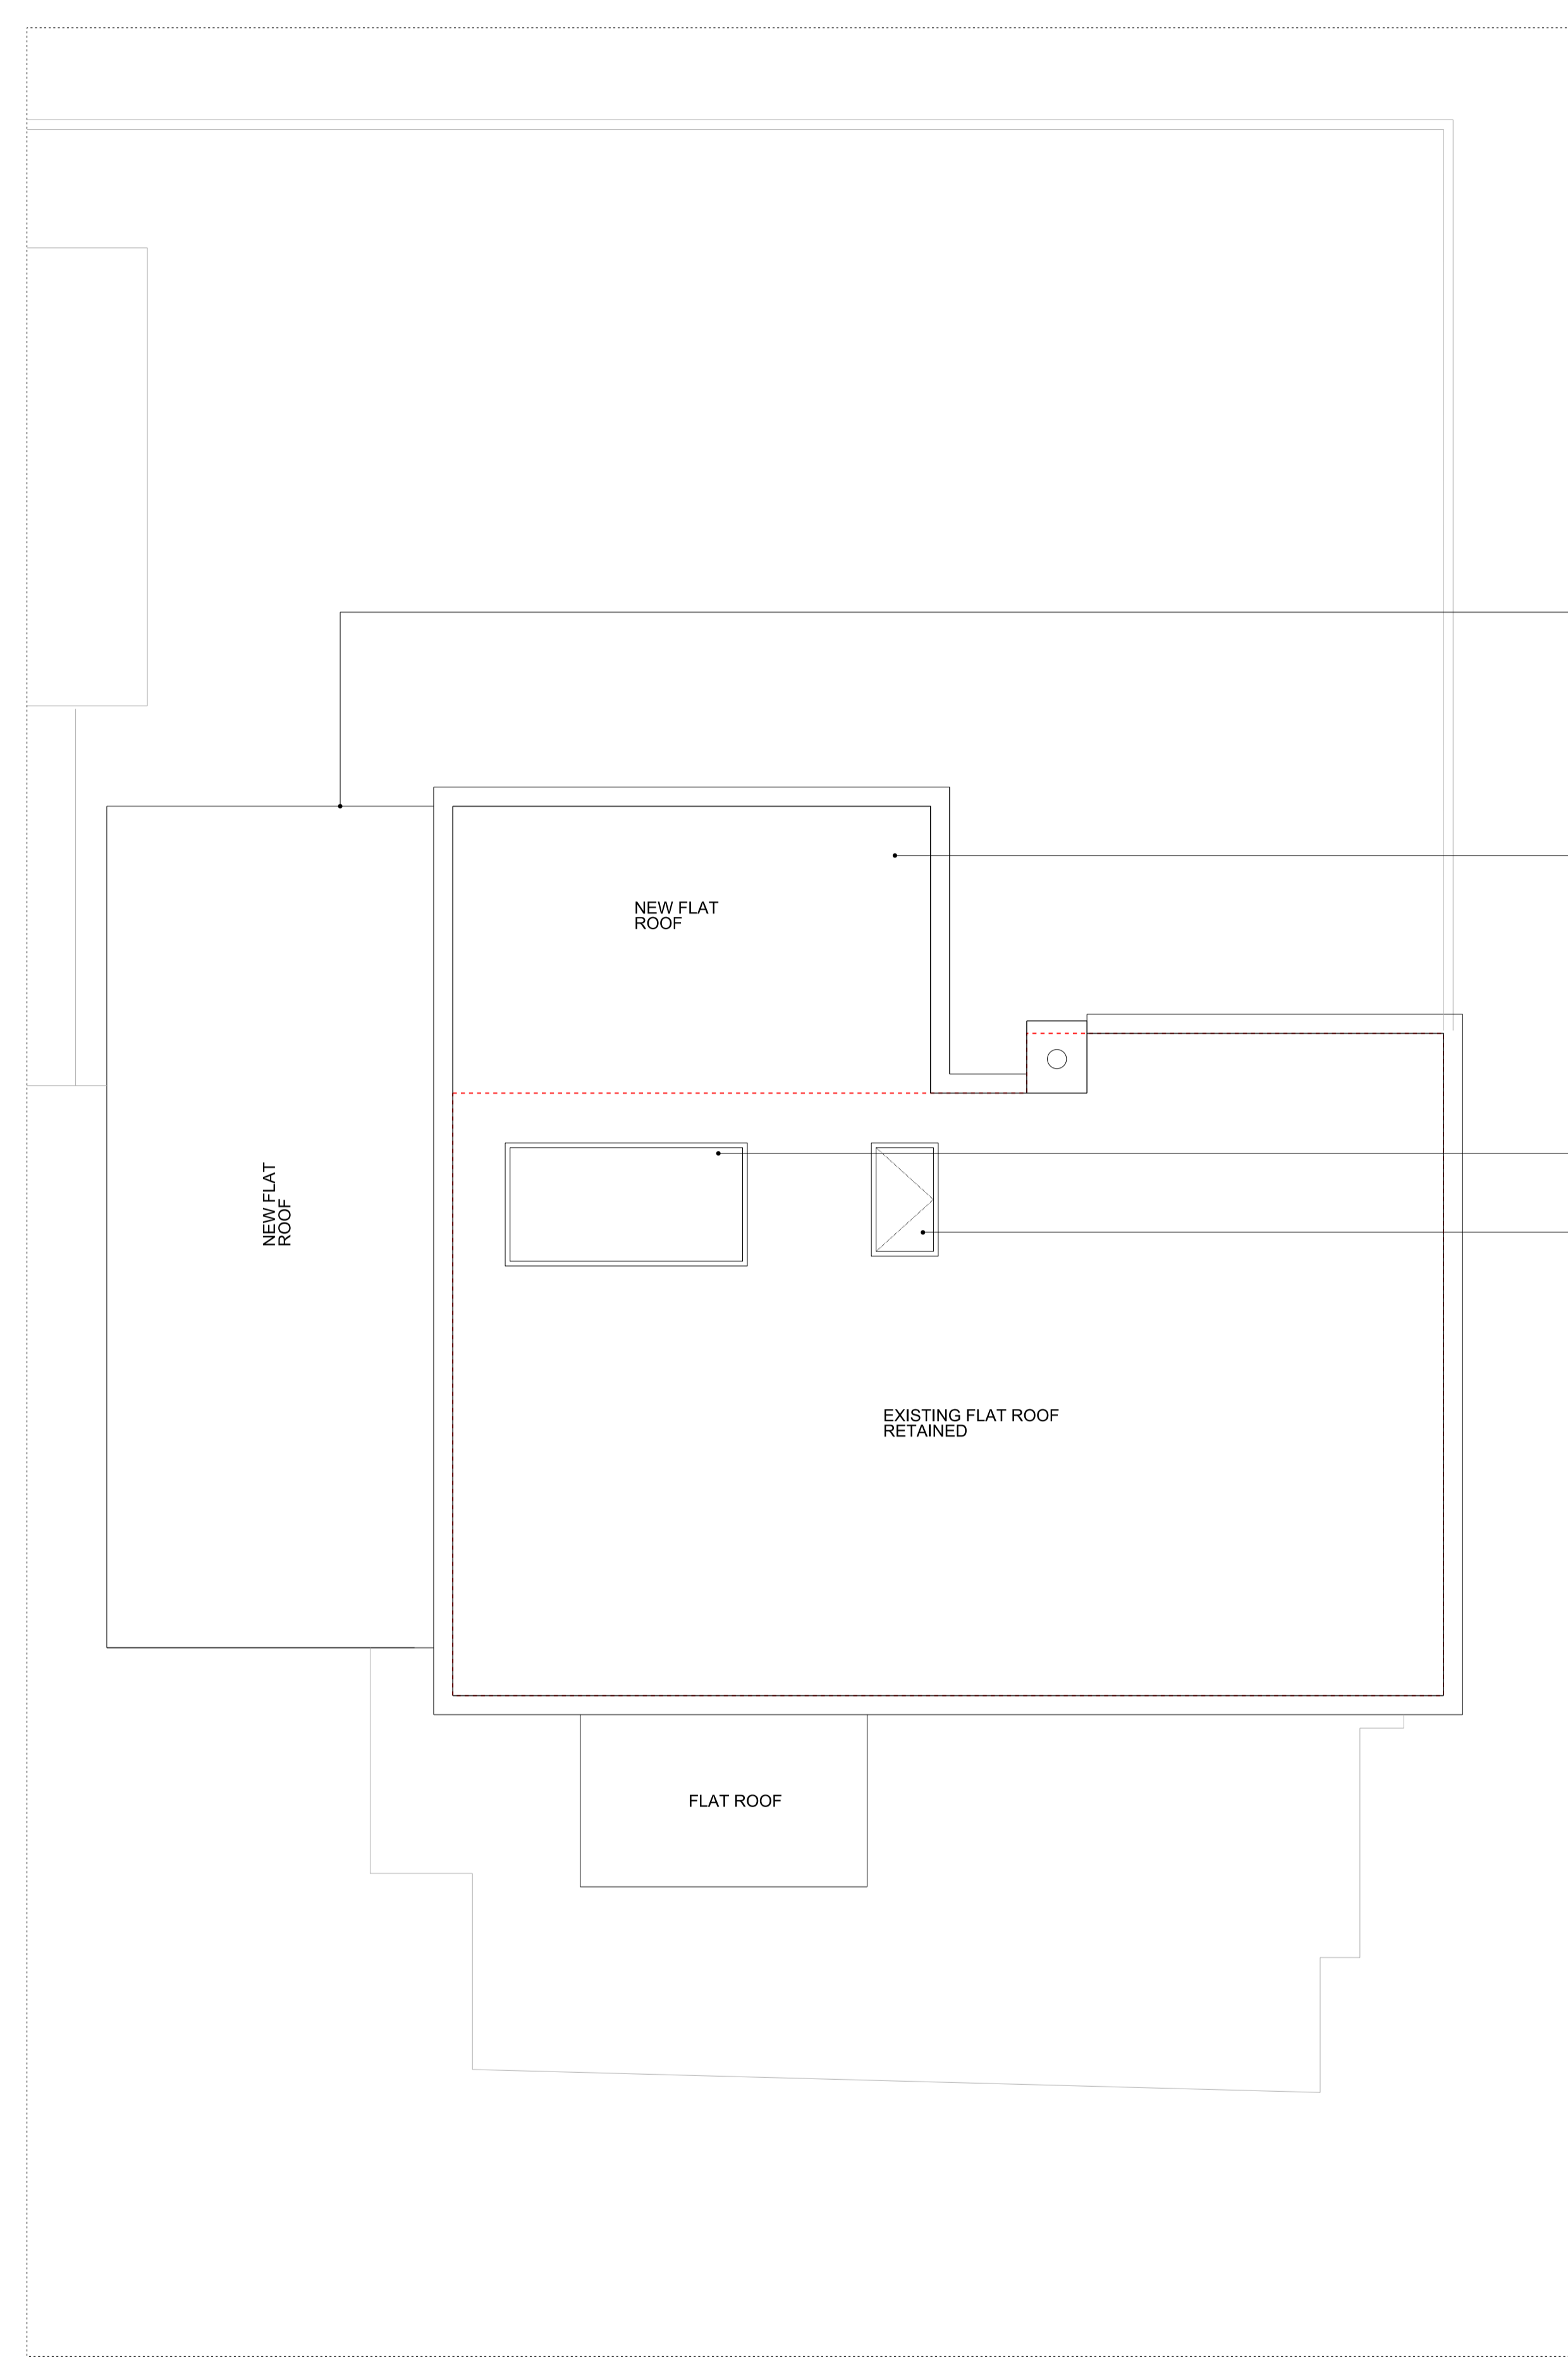 NEW FLAT
ROOF
NEW FLAT
ROOF
EXISTING FLAT ROOF
RETAINED
FLAT ROOF